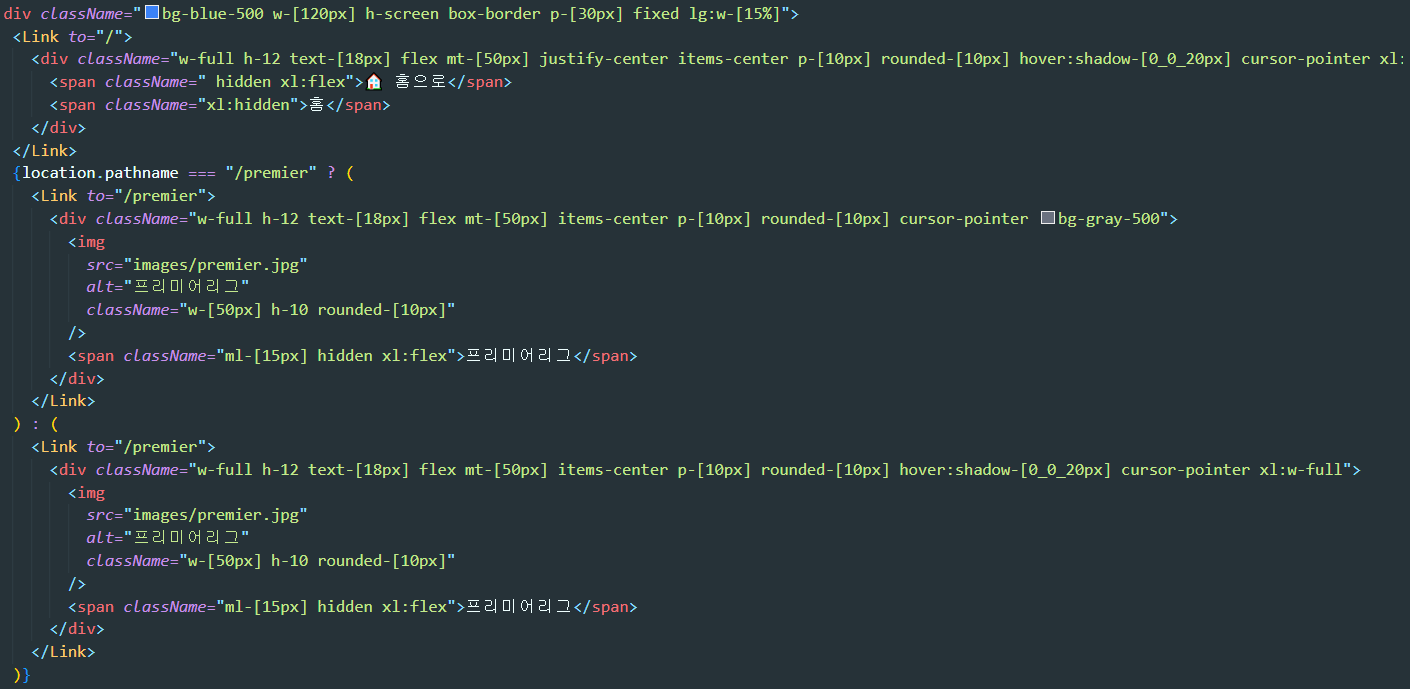 div className="bg-blue-500 w-[120px] h-screen box-border p-[30px] fixed lg:w-[15%]">
<Link to="/">
<div className="w-full h-12 text-[18px] flex mt-[50px] justify-center items-center p-[10px] rounded-[10px] hover:shadow-[0_0_20px] cursor-pointer xl:
<span className=" hidden xl:flex">🏠 홈으로</span>
<span className="xl:hidden">홈</span>
</div>
</Link>
{location.pathname === "/premier" ? (
<Link to="/premier">
<div className="w-full h-12 text-[18px] flex mt-[50px] items-center p-[10px] rounded-[10px] cursor-pointer bg-gray-500">
<img
src="images/premier.jpg"
alt="프리미어리그"
className="w-[50px] h-10 rounded-[10px]"
/>
<span className="ml-[15px] hidden xl:flex">프리미어리그</span>
</div>
</Link>
) : (
<Link to="/premier">
<div className="w-full h-12 text-[18px] flex mt-[50px] items-center p-[10px] rounded-[10px] hover:shadow-[0_0_20px] cursor-pointer xl:w-full">
<img
src="images/premier.jpg"
alt="프리미어리그"
className="w-[50px] h-10 rounded-[10px]"
/>
<span className="ml-[15px] hidden xl:flex">프리미어리그</span>
</div>
</Link>
)}